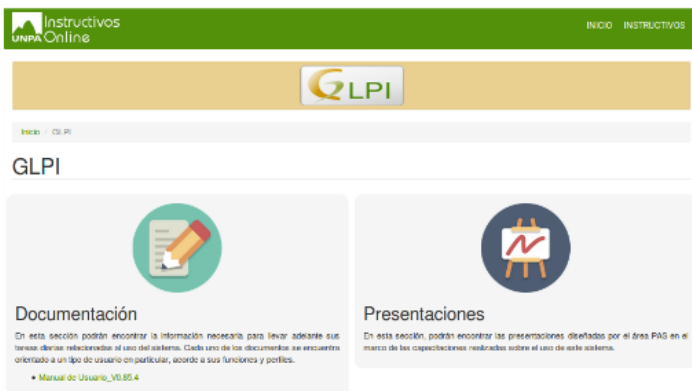 Instructivos
UNPA Online
INICIO INSTRUCTIVOS
GLPI
Inicio / GLPI
GLPI
Documentación
En esta sección podrán encontrar la información necesaria para llevar adelante sus
tareas diarias relacionadas al uso del sistema. Cada uno de los documentos se encuentra
orientado a un tipo de usuario en particular, acorde a sus funciones y perfiles.
• Manual de Usuario_V0.85.4
Presentaciones
En esta sección, podrán encontrar las presentaciones diseñadas por el área PAS en el
marco de las capacitaciones realizadas sobre el uso de este sistema.